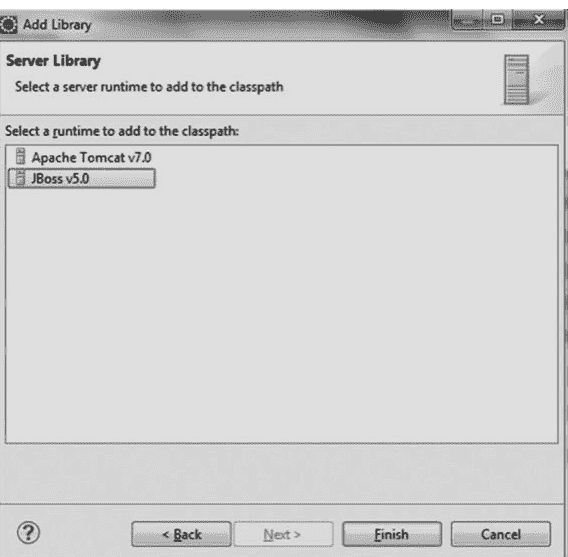 Add Library
Server Library
Select a server runtime to add to the classpath
Select a runtime to add to the classpath:
Apache Tomcat v7.0
JBoss v5.0
?
< Back
Next >
Finish
Cancel